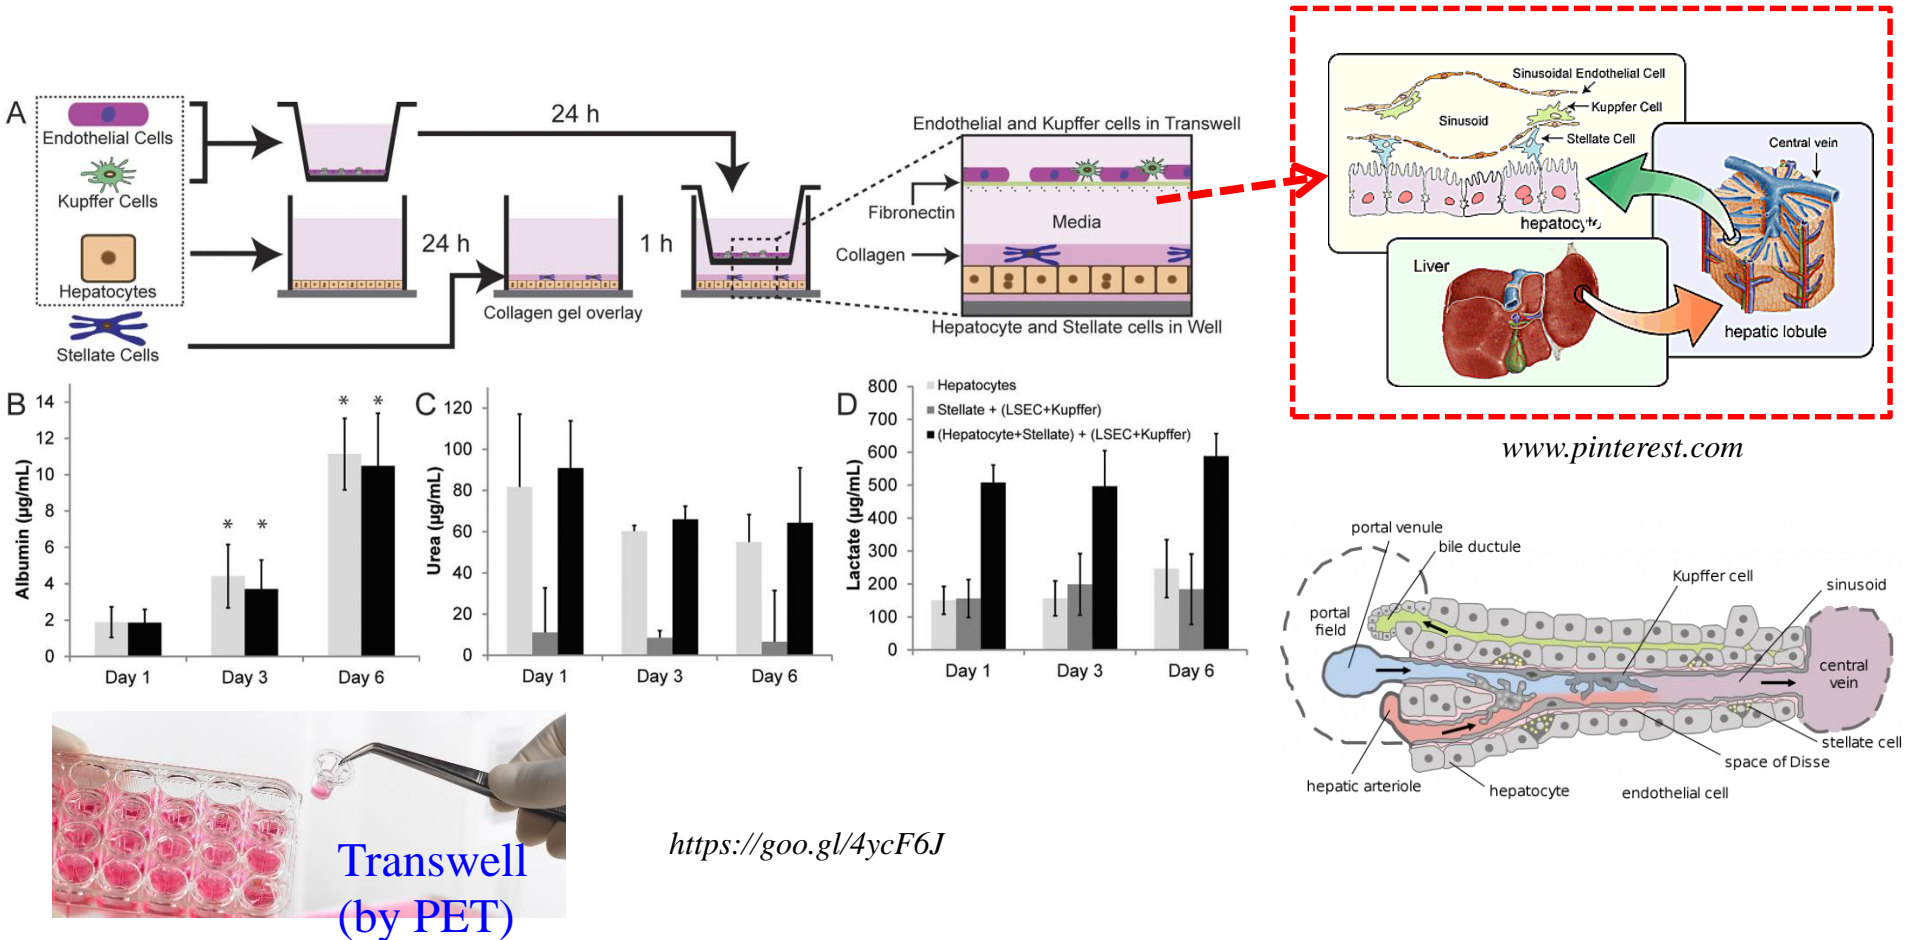 A
Endothelial Cells
Kupffer Cells
Hepatocytes
Stellate Cells
24 h
24 h
Collagen gel overlay
1 h
Endothelial and Kupffer cells in Transwell
Fibronectin
Media
Collagen
Hepatocyte and Stellate cells in Well
Sinusoidal Endothelial Cell
Kuppfer Cell
Sinusoid
Stellate Cell
hepatocyte
Central vein
hepatic lobule
Liver
www.pinterest.com
B
Albumin (µg/mL)
14
12
10
8
6
4
2
0
* *
* *
Day 1 Day 3 Day 6
C
Urea (µg/mL)
120
100
80
60
40
20
0
Day 1 Day 3 Day 6
D
Lactate (µg/mL)
800
700
600
500
400
300
200
100
0
Hepatocytes
Stellate + (LSEC+Kupffer)
(Hepatocyte+Stellate) + (LSEC+Kupffer)
Day 1 Day 3 Day 6
portal venule
bile ductule
Kupffer cell
sinusoid
portal
field
central
vein
stellate cell
space of Disse
hepatic arteriole
hepatocyte
endothelial cell
Transwell
(by PET)
https://goo.gl/4ycF6J